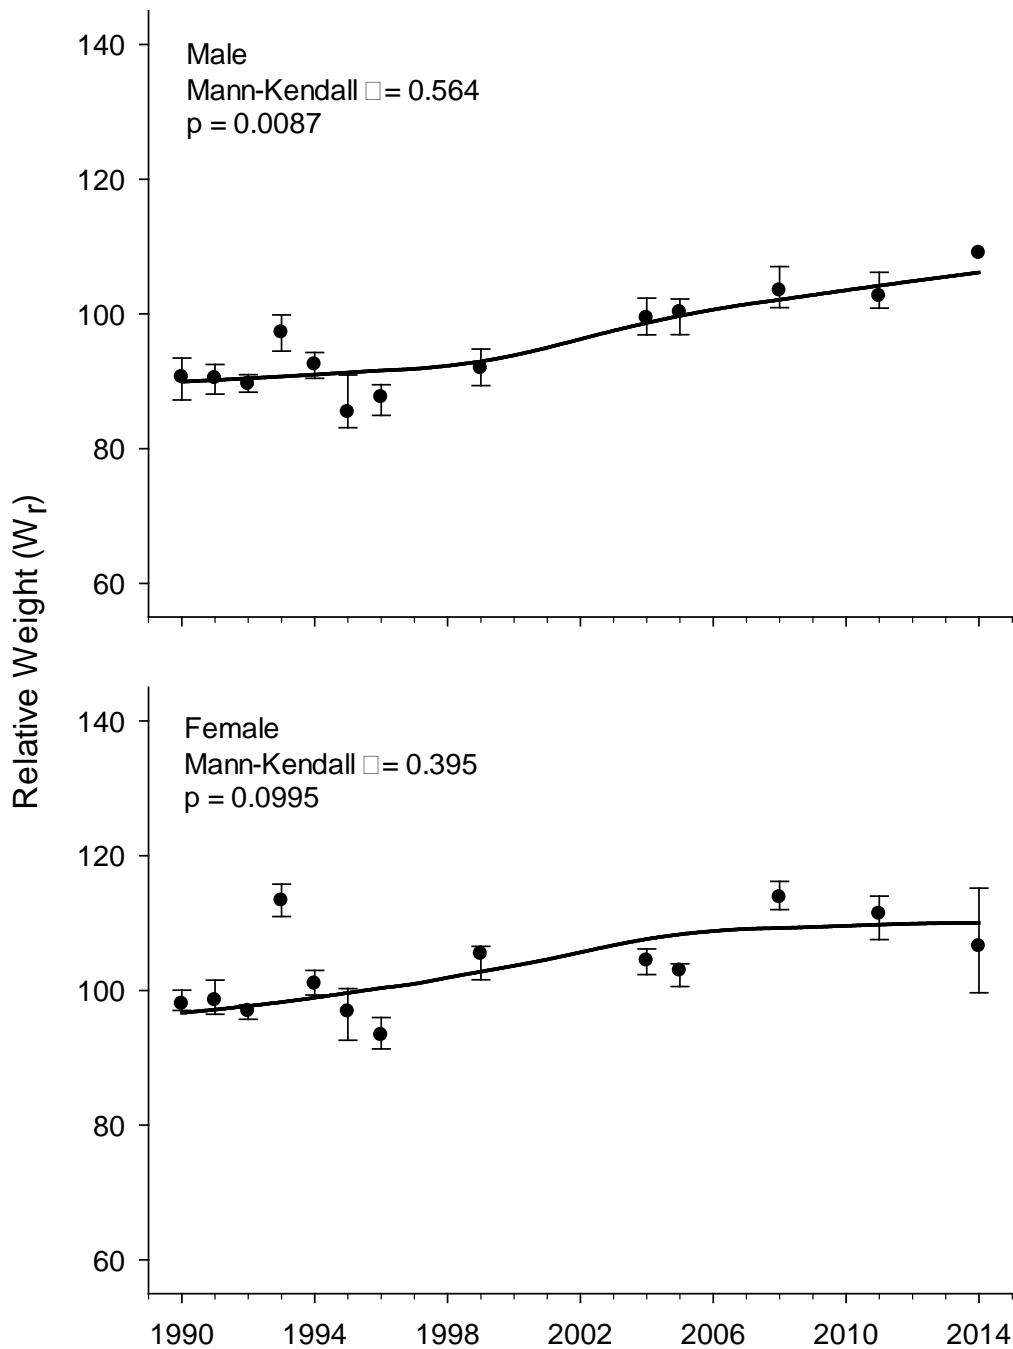 Relative Weight (Wr)
140
120
100
80
60
Male
Mann-Kendall □= 0.564
p = 0.0087
140
120
100
80
60
Female
Mann-Kendall □= 0.395
p = 0.0995
1990 1994 1998 2002 2006 2010 2014